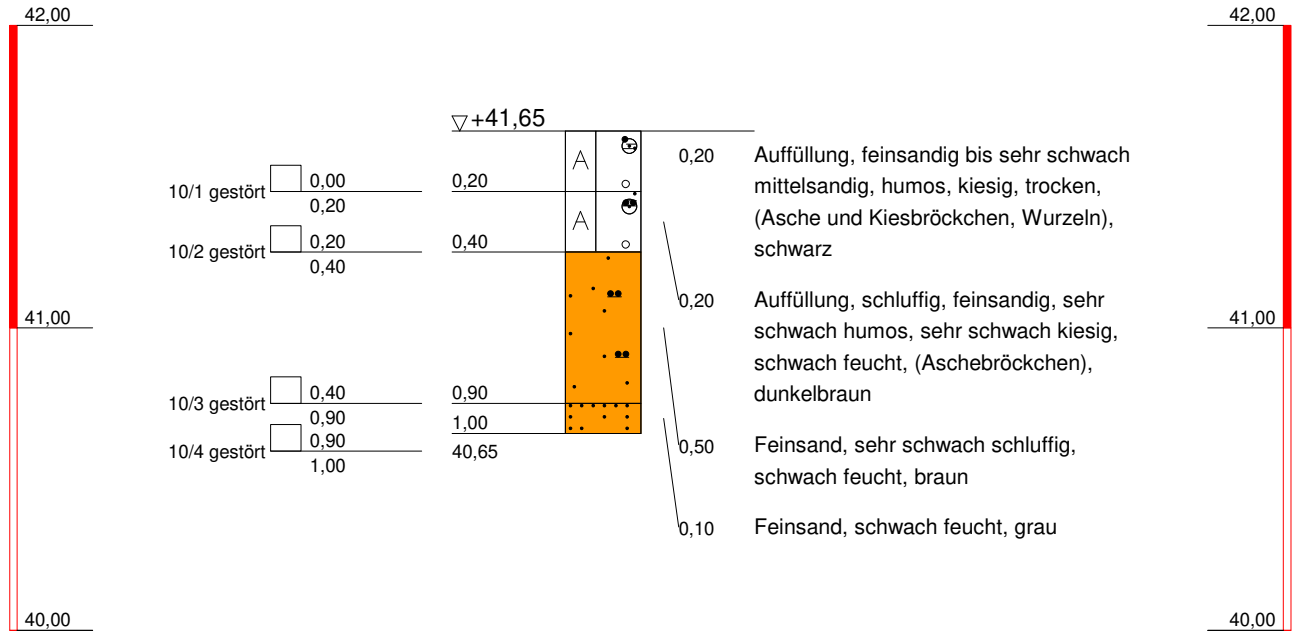 42,00
42,00
▽+41,65
A
0,20
Auffüllung, feinsandig bis sehr schwach
mittelsandig, humos, kiesig, trocken,
(Asche und Kiesbröckchen, Wurzeln),
schwarz
10/1 gestört
0,00
0,20
0,20
A
10/2 gestört
0,20
0,40
0,40
0,20
Auffüllung, schluffig, feinsandig, sehr
schwach humos, sehr schwach kiesig,
schwach feucht, (Aschebröckchen),
dunkelbraun
41,00
41,00
10/3 gestört
0,40
0,90
0,90
10/4 gestört
0,90
1,00
1,00
40,65
0,50
Feinsand, sehr schwach schluffig,
schwach feucht, braun
0,10
Feinsand, schwach feucht, grau
40,00
40,00